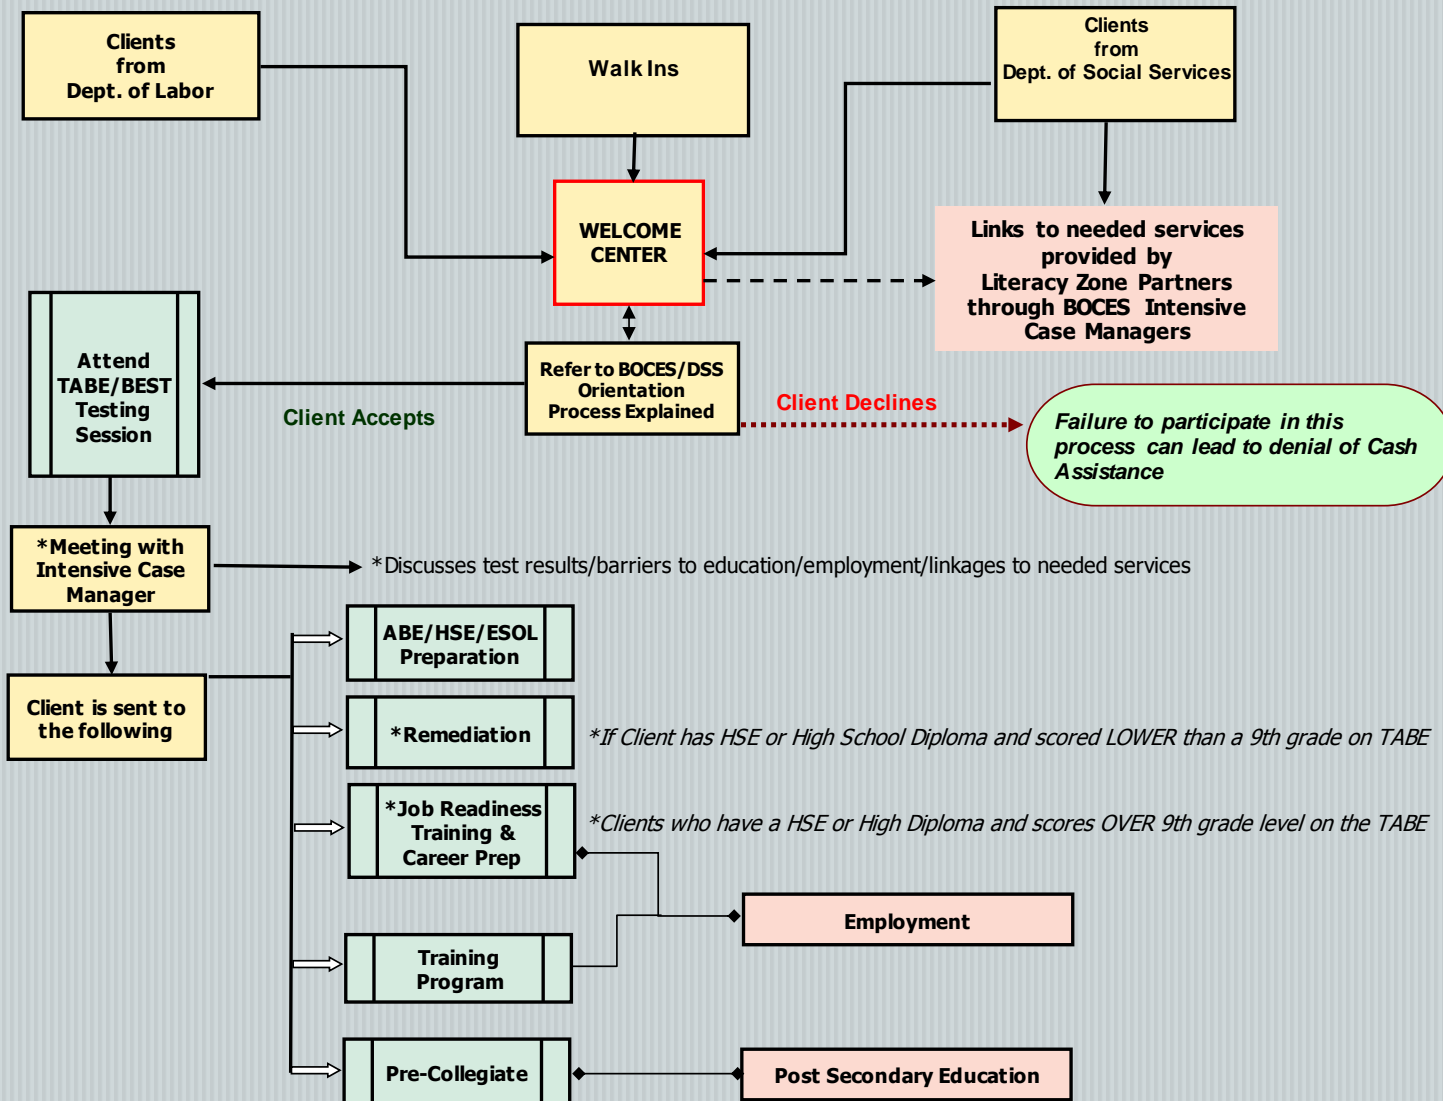 Clients
from
Dept. of Labor
Walk Ins
Clients
from
Dept. of Social Services
WELCOME
CENTER
Links to needed services
provided by
Literacy Zone Partners
through BOCES Intensive
Case Managers
Attend
TABE/BEST
Testing
Session
Client Accepts
Refer to BOCES/DSS
Orientation
Process Explained
Client Declines
Failure to participate in this
process can lead to denial of Cash
Assistance
*Meeting with
Intensive Case
Manager
*Discusses test results/barriers to education/employment/linkages to needed services
Client is sent to
the following
ABE/HSE/ESOL
Preparation
*Remediation
*If Client has HSE or High School Diploma and scored LOWER than a 9th grade on TABE
*Job Readiness
Training &
Career Prep
*Clients who have a HSE or High Diploma and scores OVER 9th grade level on the TABE
Employment
Training
Program
Pre-Collegiate
Post Secondary Education